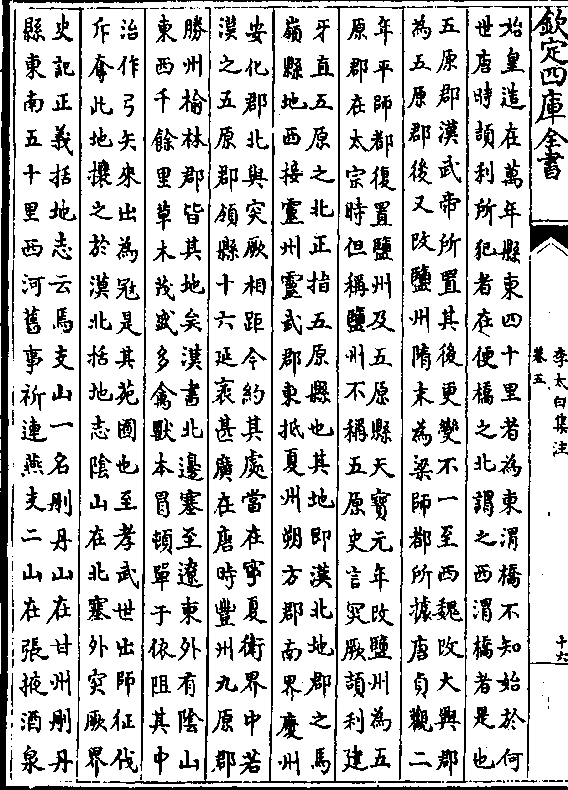 欽定四庫全書
李太白集注
卷五
十六
始皇造在萬年縣東四十里者為東渭橋不知始於何
世唐時頡利所犯者在便橋之北謂之西渭橋者是也
五原郡漢武帝所置其後更變不一至西魏改大興郡
為五原郡後又改鹽州隋末為梁師都所據唐貞觀二
年平師都復置鹽州及五原縣天寶元年改鹽州為五
原郡在太宗時但稱鹽州不稱五原史言突厥頡利建
牙直五原之北正指五原縣也其地即漢北地郡之馬
嶺縣地西接靈州靈武郡東抵夏州朔方郡南界慶州
安化郡北與突厥相距今約其處當在寧夏衛界中若
漢之五原郡領縣十六延袤甚廣在唐時豐州九原郡
勝州榆林郡皆其地矣漢書北邊塞至遼東外有陰山
東西千餘里草木茂盛多禽獸本冒頓單于依阻其中
治作弓矢來出為冦是其苑囿也至孝武世出師征伐
斥奪此地攘之於漠北括地志陰山在北塞外突厥界
史記正義括地志云焉支山一名刪丹山在甘州刪丹
縣東南五十里西河舊事祈連燕支二山在張掖酒泉